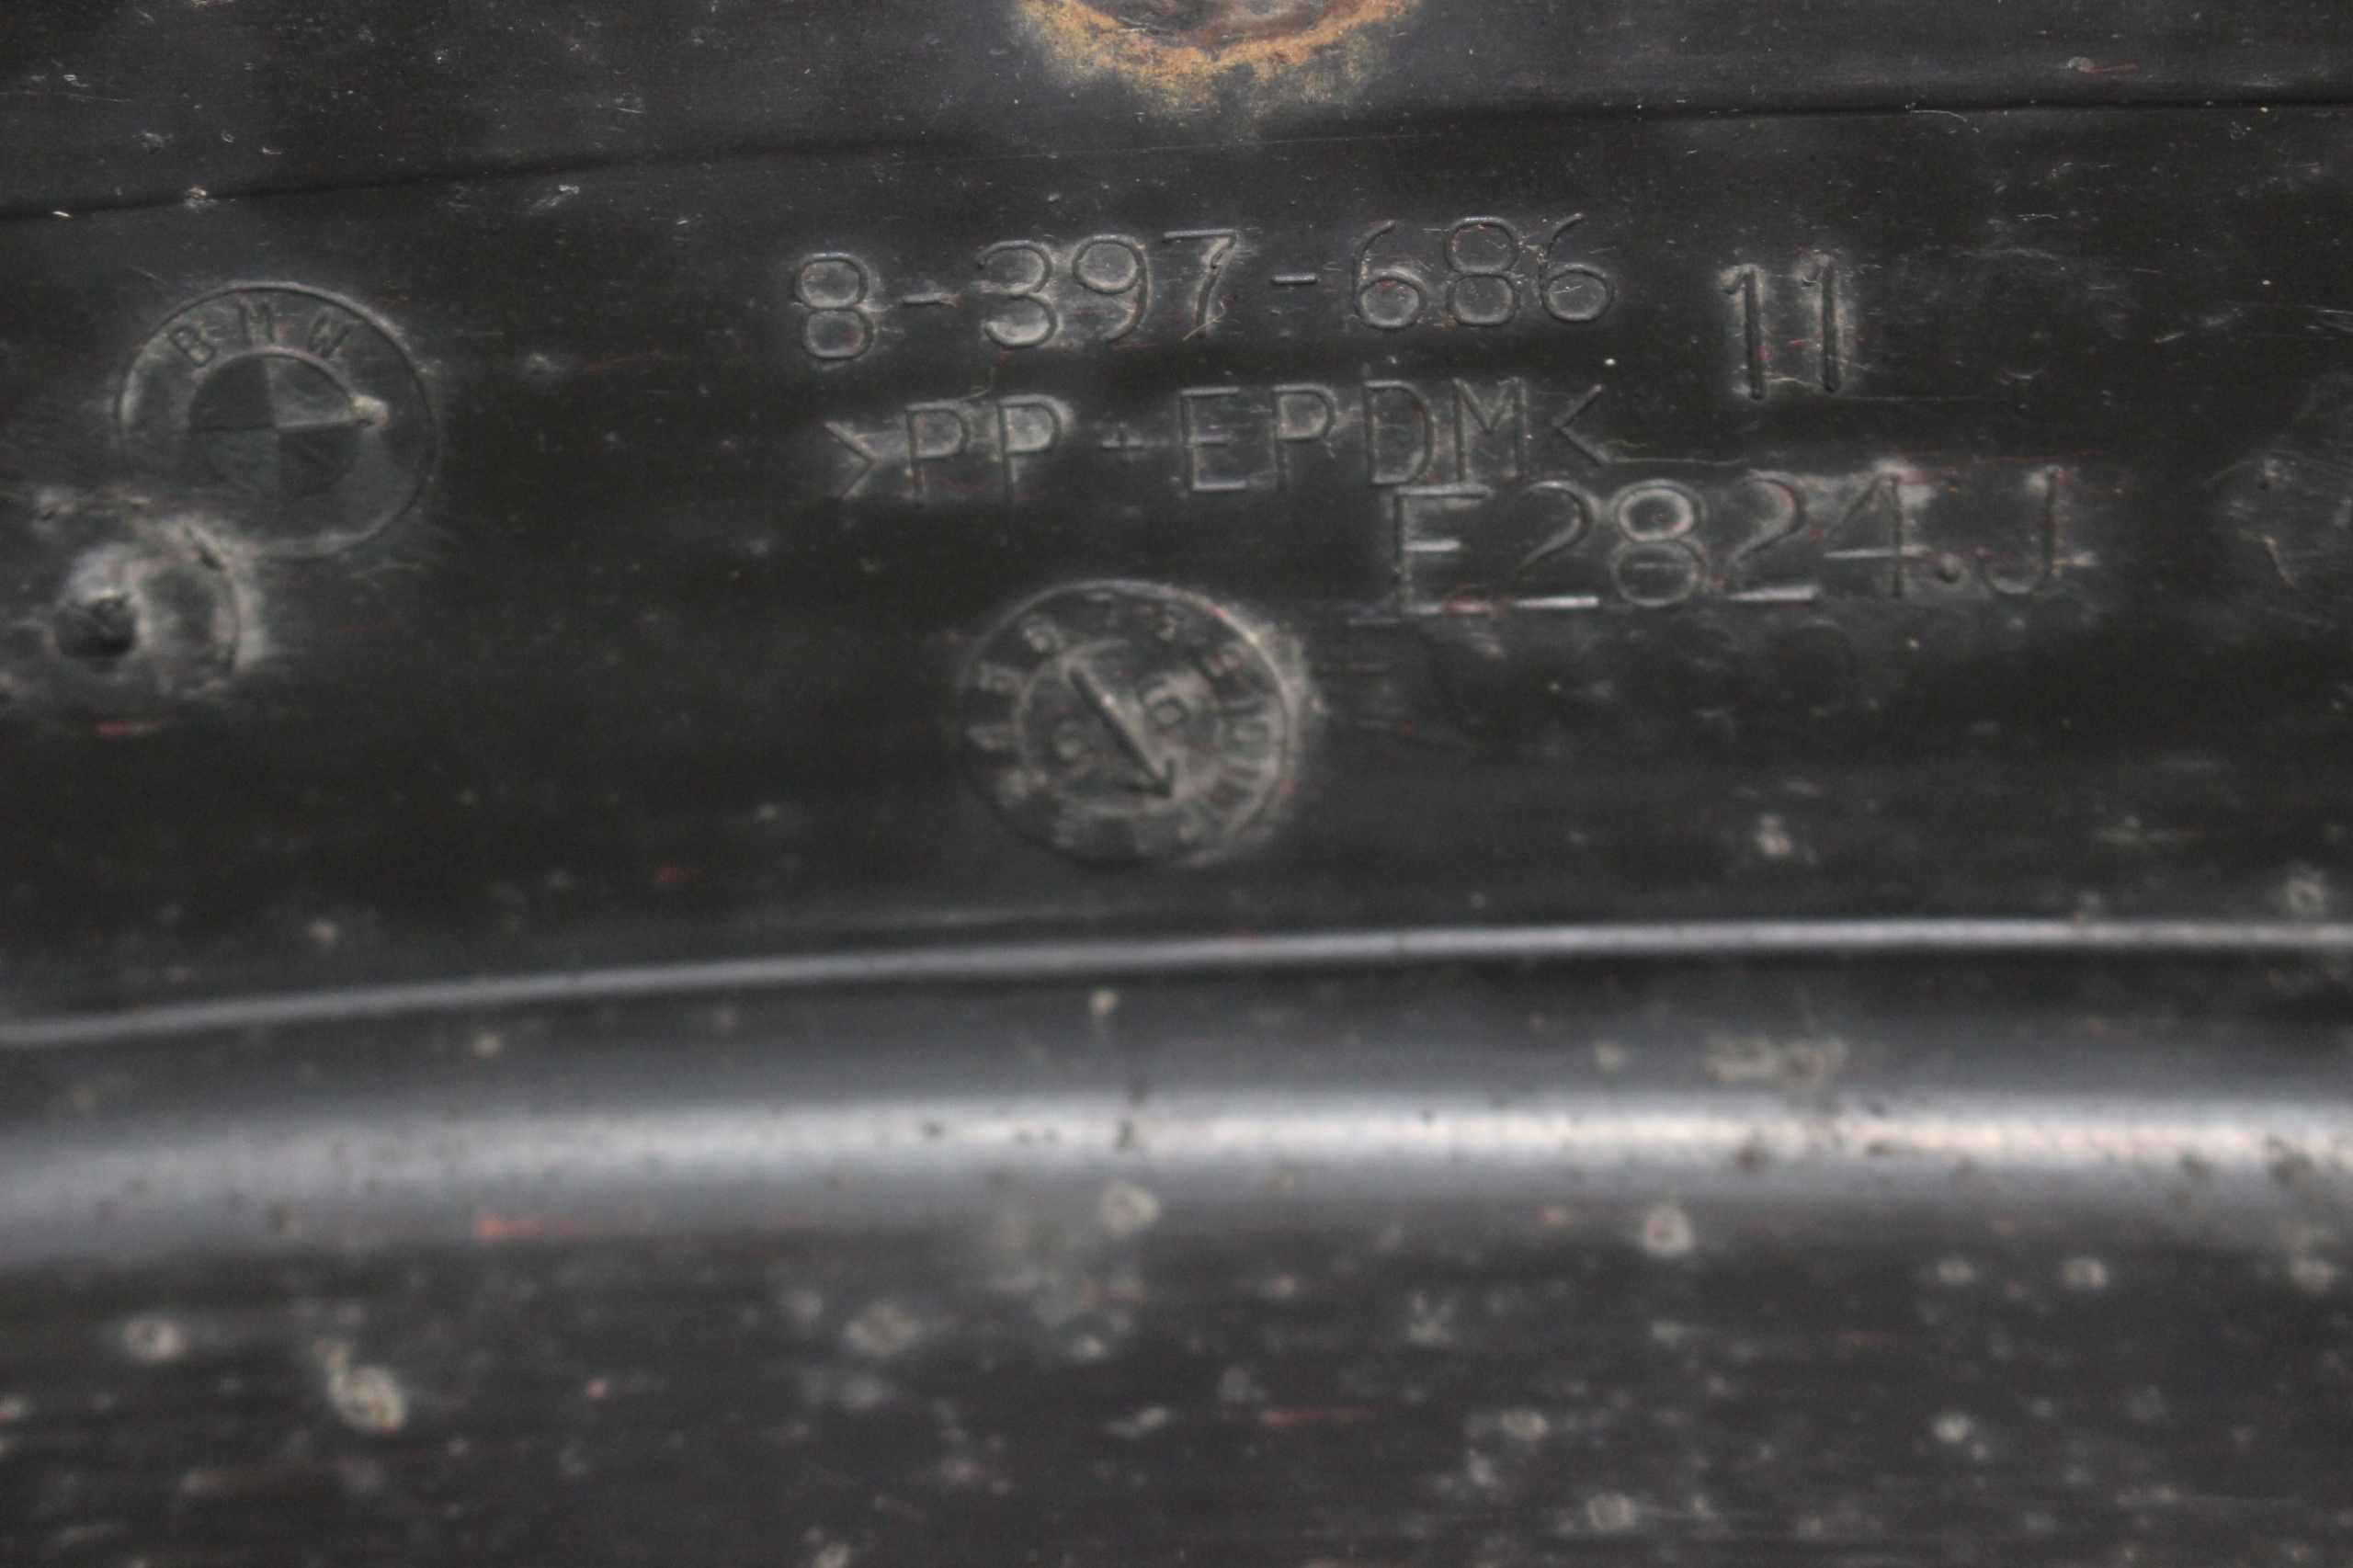 BMW
8-397-686 11
>PP+EPDM<
E2824.J